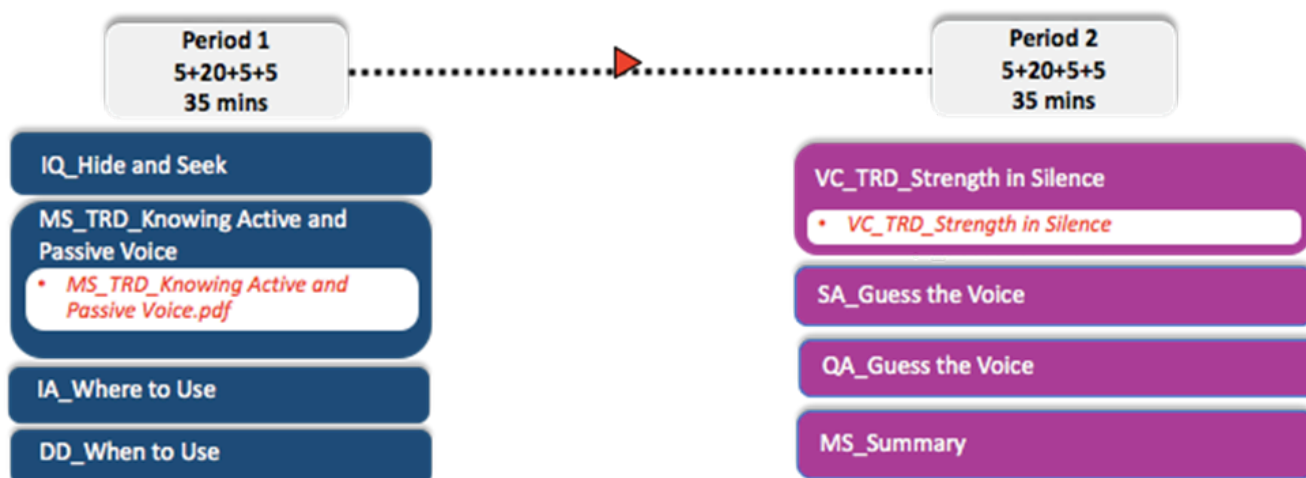 Period 1
5+20+5+5
35 mins
IQ_Hide and Seek
MS_TRD_Knowing Active and
Passive Voice
• MS_TRD_Knowing Active and
Passive Voice.pdf
IA_Where to Use
DD_When to Use
Period 2
5+20+5+5
35 mins
VC_TRD_Strength in Silence
• VC_TRD_Strength in Silence
SA_Guess the Voice
QA_Guess the Voice
MS_Summary